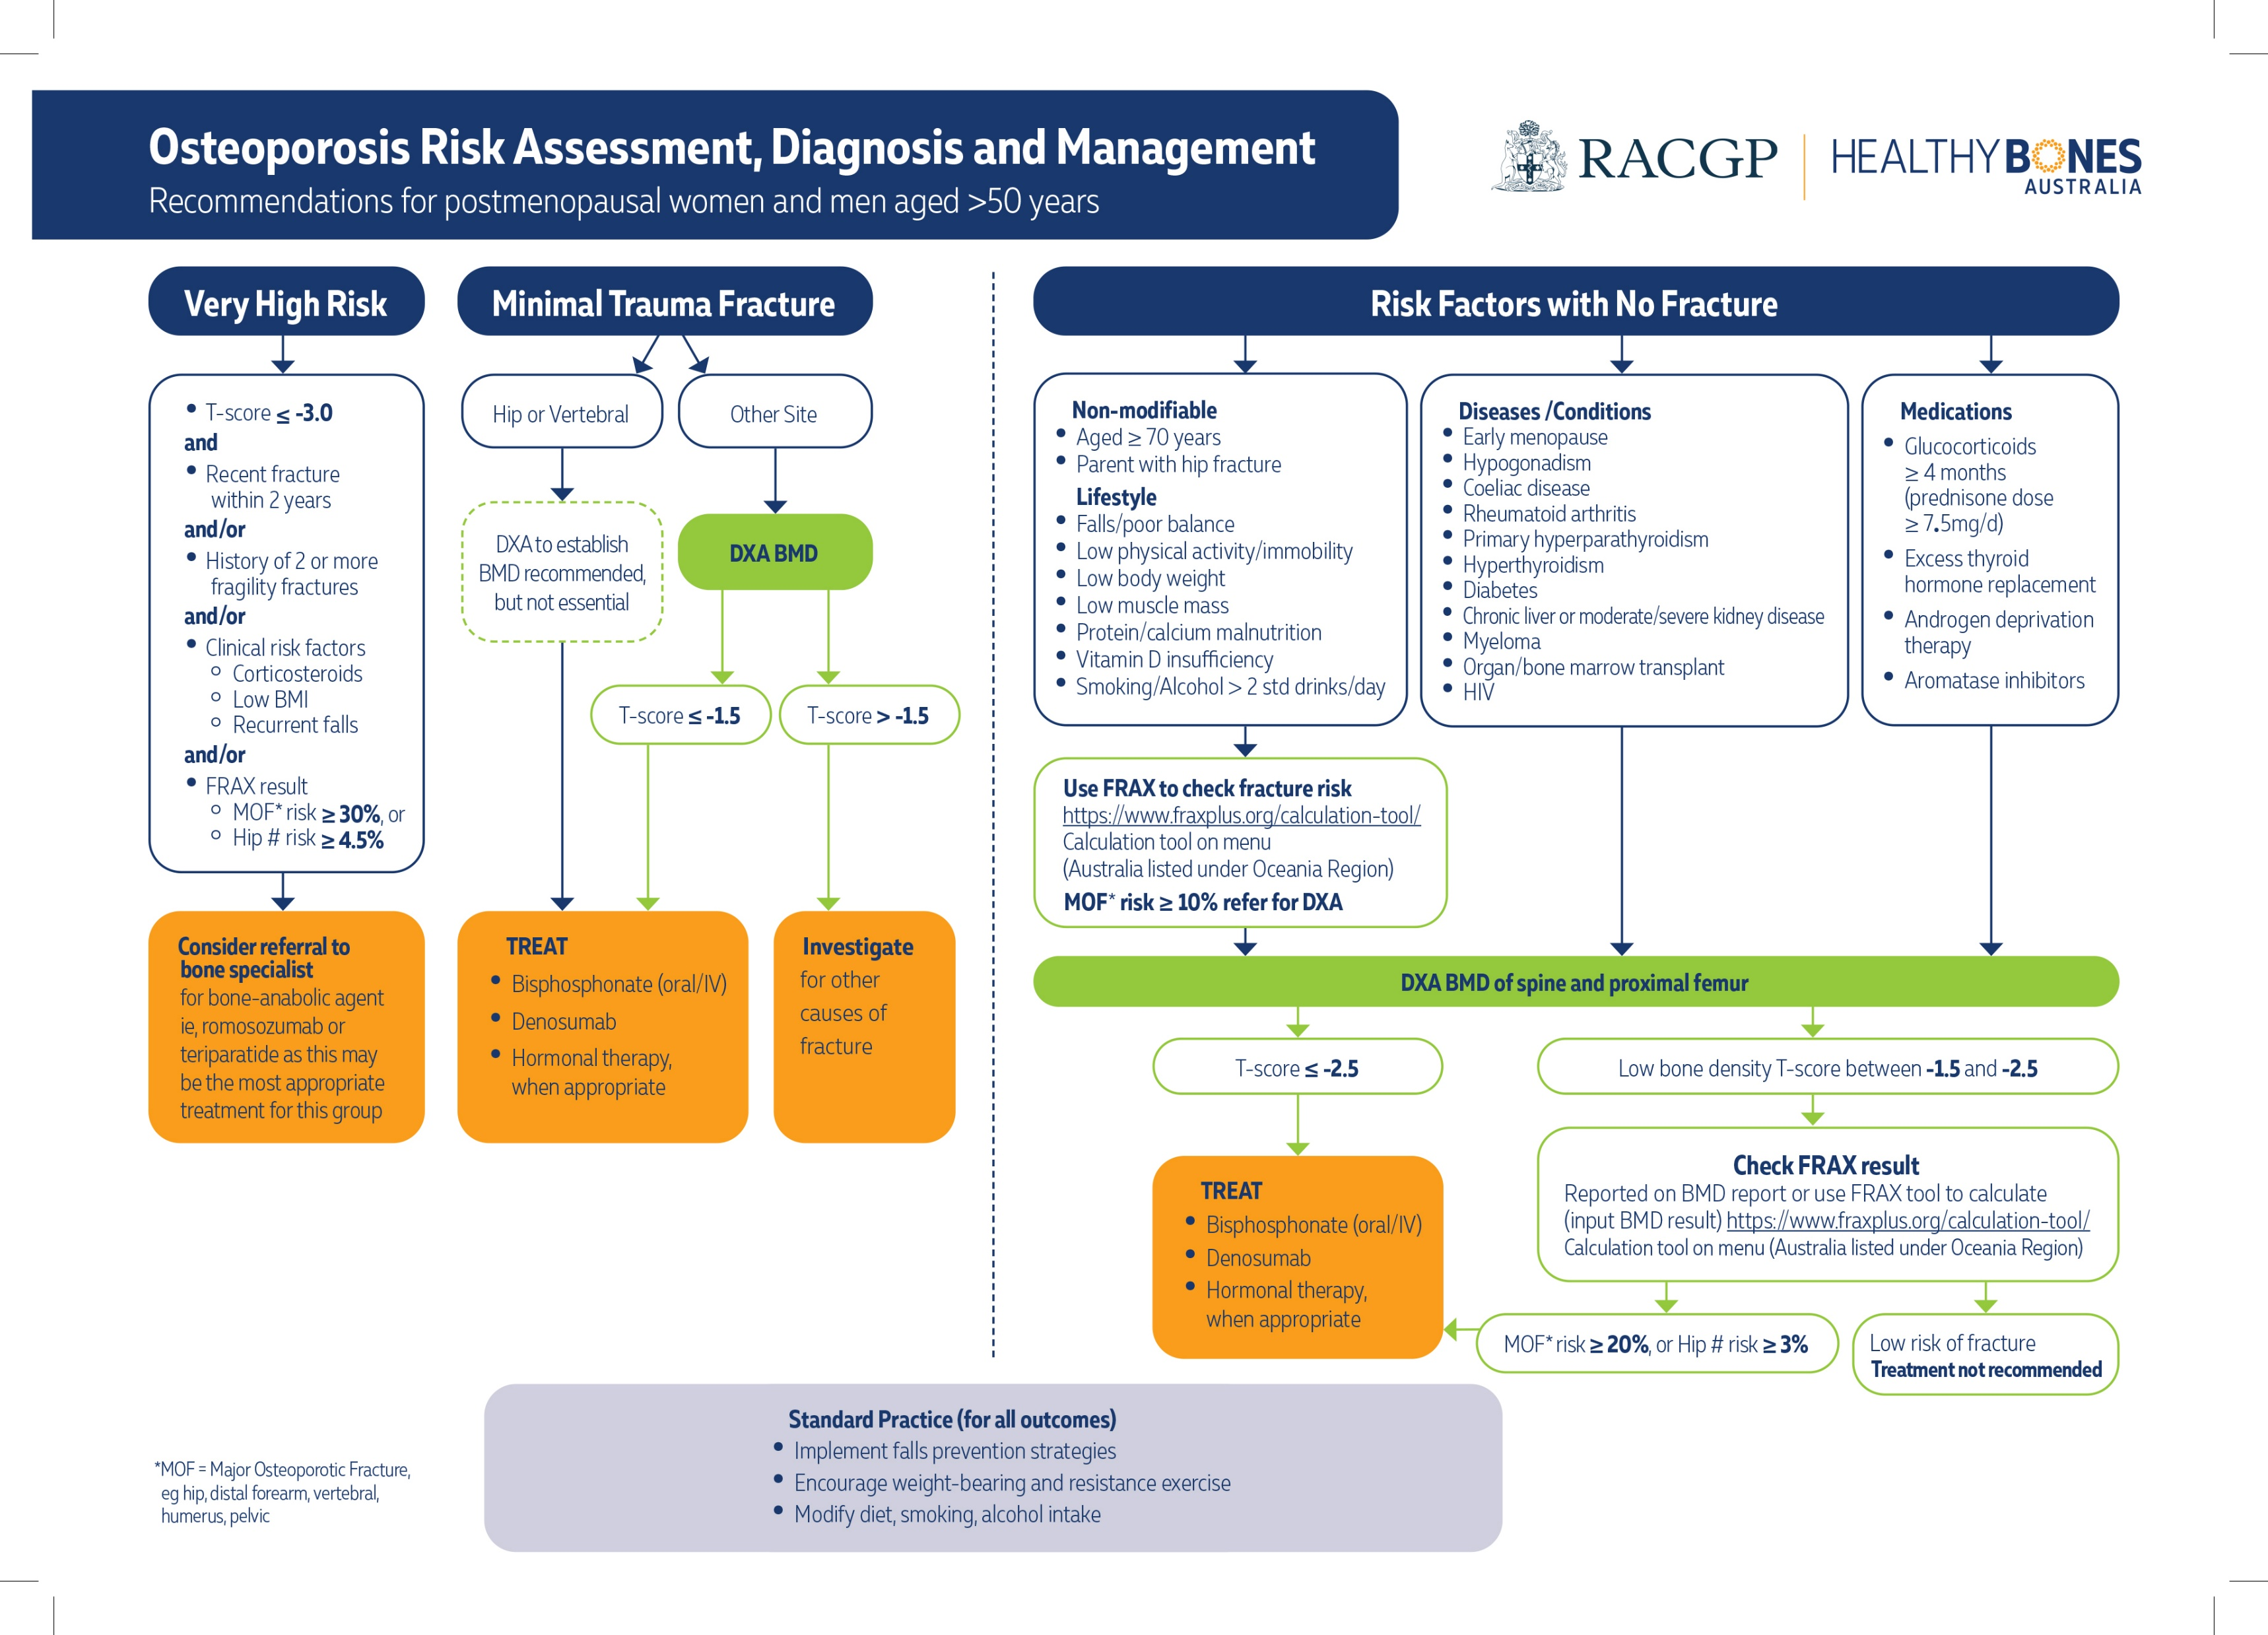 Osteoporosis Risk Assessment, Diagnosis and Management
Recommendations for postmenopausal women and men aged >50 years
RACGP
HEALTHY BONES
AUSTRALIA
Very High Risk
• T-score ≤ -3.0
and
• Recent fracture
within 2 years
and/or
• History of 2 or more
fragility fractures
and/or
• Clinical risk factors
○ Corticosteroids
○ Low BMI
○ Recurrent falls
and/or
• FRAX result
○ MOF* risk ≥ 30%, or
○ Hip # risk ≥ 4.5%
Consider referral to
bone specialist
for bone-anabolic agent
ie, romosozumab or
teriparatide as this may
be the most appropriate
treatment for this group
Minimal Trauma Fracture
Hip or Vertebral
Other Site
DXA to establish
BMD recommended,
but not essential
DXA BMD
T-score ≤ -1.5
T-score > -1.5
TREAT
• Bisphosphonate (oral/IV)
• Denosumab
• Hormonal therapy,
when appropriate
Investigate
for other
causes of
fracture
Risk Factors with No Fracture
Non-modifiable
• Aged ≥ 70 years
• Parent with hip fracture
Lifestyle
• Falls/poor balance
• Low physical activity/immobility
• Low body weight
• Low muscle mass
• Protein/calcium malnutrition
• Vitamin D insufficiency
• Smoking/Alcohol > 2 std drinks/day
Diseases /Conditions
• Early menopause
• Hypogonadism
• Coeliac disease
• Rheumatoid arthritis
• Primary hyperparathyroidism
• Hyperthyroidism
• Diabetes
• Chronic liver or moderate/severe kidney disease
• Myeloma
• Organ/bone marrow transplant
• HIV
Medications
• Glucocorticoids
≥ 4 months
(prednisone dose
≥ 7.5mg/d)
• Excess thyroid
hormone replacement
• Androgen deprivation
therapy
• Aromatase inhibitors
Use FRAX to check fracture risk
https://www.fraxplus.org/calculation-tool/
Calculation tool on menu
(Australia listed under Oceania Region)
MOF* risk ≥ 10% refer for DXA
DXA BMD of spine and proximal femur
T-score ≤ -2.5
Low bone density T-score between -1.5 and -2.5
TREAT
• Bisphosphonate (oral/IV)
• Denosumab
• Hormonal therapy,
when appropriate
Check FRAX result
Reported on BMD report or use FRAX tool to calculate
(input BMD result) https://www.fraxplus.org/calculation-tool/
Calculation tool on menu (Australia listed under Oceania Region)
MOF* risk ≥ 20%, or Hip # risk ≥ 3%
Low risk of fracture
Treatment not recommended
Standard Practice (for all outcomes)
• Implement falls prevention strategies
• Encourage weight-bearing and resistance exercise
• Modify diet, smoking, alcohol intake
*MOF = Major Osteoporotic Fracture,
eg hip, distal forearm, vertebral,
humerus, pelvic